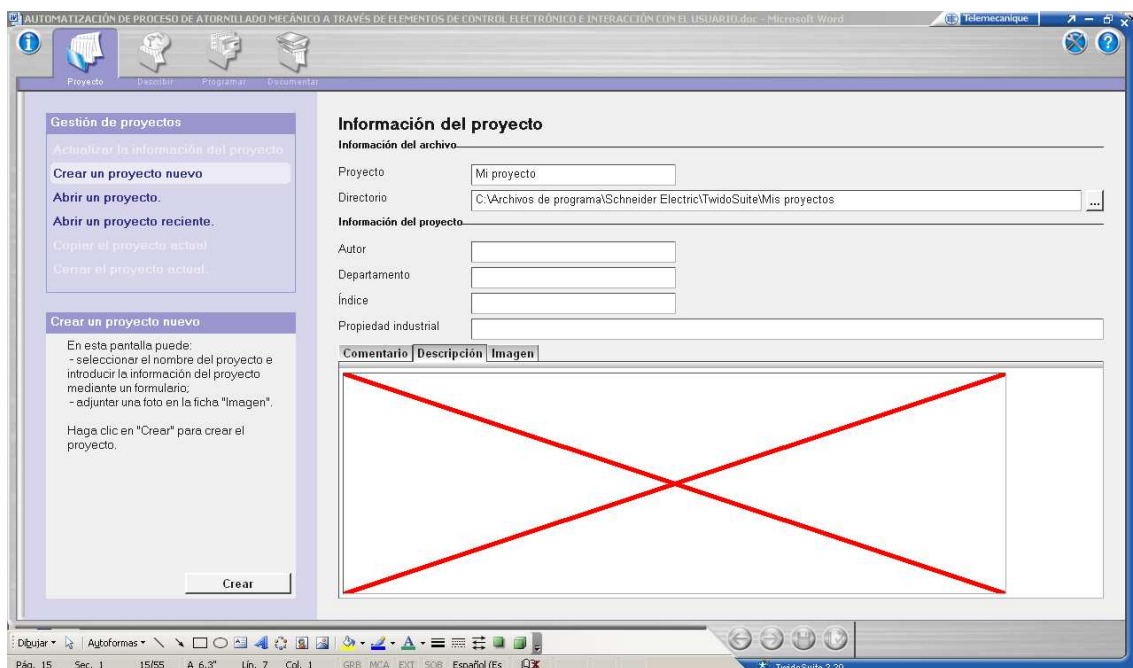 AUTOMATIZACIÓN DE PROCESO DE ATORNILLADO MECÁNICO A TRAVÉS DE ELEMENTOS DE CONTROL ELECTRÓNICO E INTERACCIÓN CON EL USUARIO.doc - Microsoft Word
Telemecanique
Proyecto
Describir
Programar
Documentar
Gestión de proyectos
Actualizar la información del proyecto
Crear un proyecto nuevo
Abrir un proyecto.
Abrir un proyecto reciente.
Copiar el proyecto actual
Cerrar el proyecto actual.
Crear un proyecto nuevo
En esta pantalla puede:
- seleccionar el nombre del proyecto e
introducir la información del proyecto
mediante un formulario;
- adjuntar una foto en la ficha "Imagen".
Haga clic en "Crear" para crear el
proyecto.
Crear
Información del proyecto
Información del archivo
Proyecto Mi proyecto
Directorio C:\Archivos de programa\Schneider Electric\TwidoSuite\Mis proyectos ...
Información del proyecto
Autor
Departamento
Índice
Propiedad industrial
Comentario Descripción Imagen
Dibujar Autoformas
Pág. 15 Sec. 1 15/55 A 6,3" Lín. 7 Col. 1 GRB MCA EXT SOB Español (Es
TwidoSuite 2.20